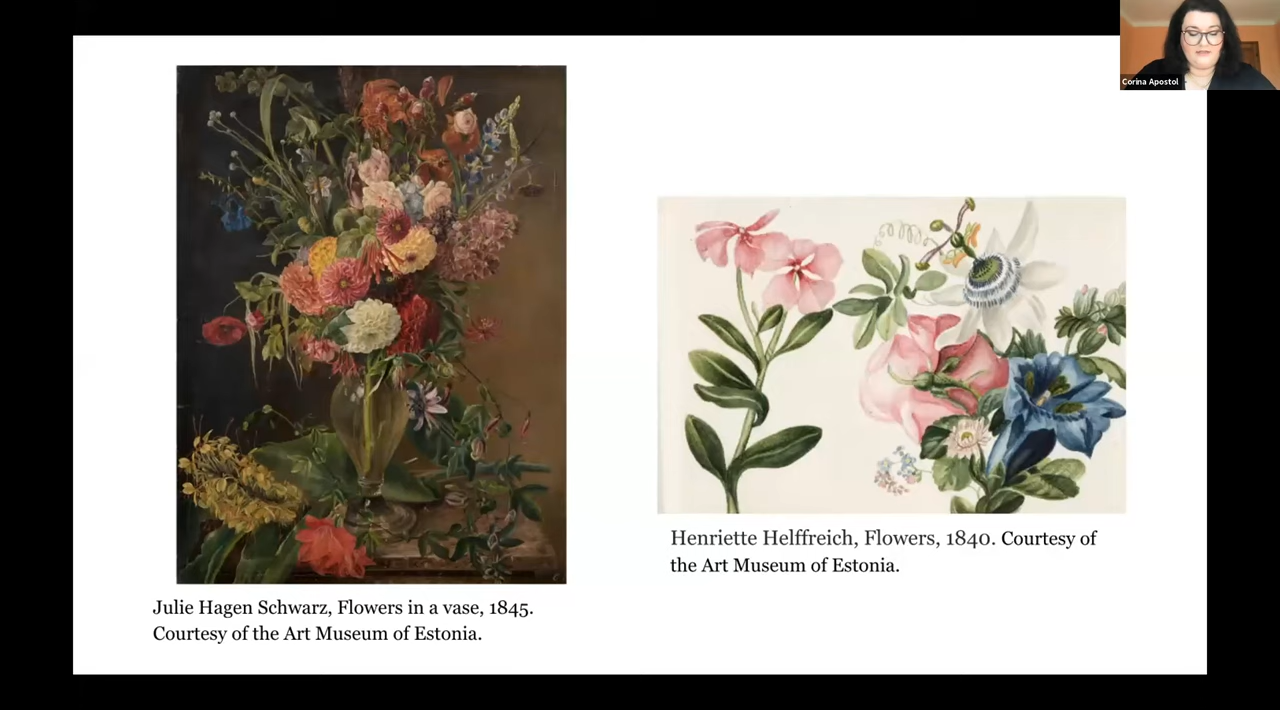 Corina Apostol
Julie Hagen Schwarz, Flowers in a vase, 1845.
Courtesy of the Art Museum of Estonia.
Henriette Helffreich, Flowers, 1840. Courtesy of
the Art Museum of Estonia.